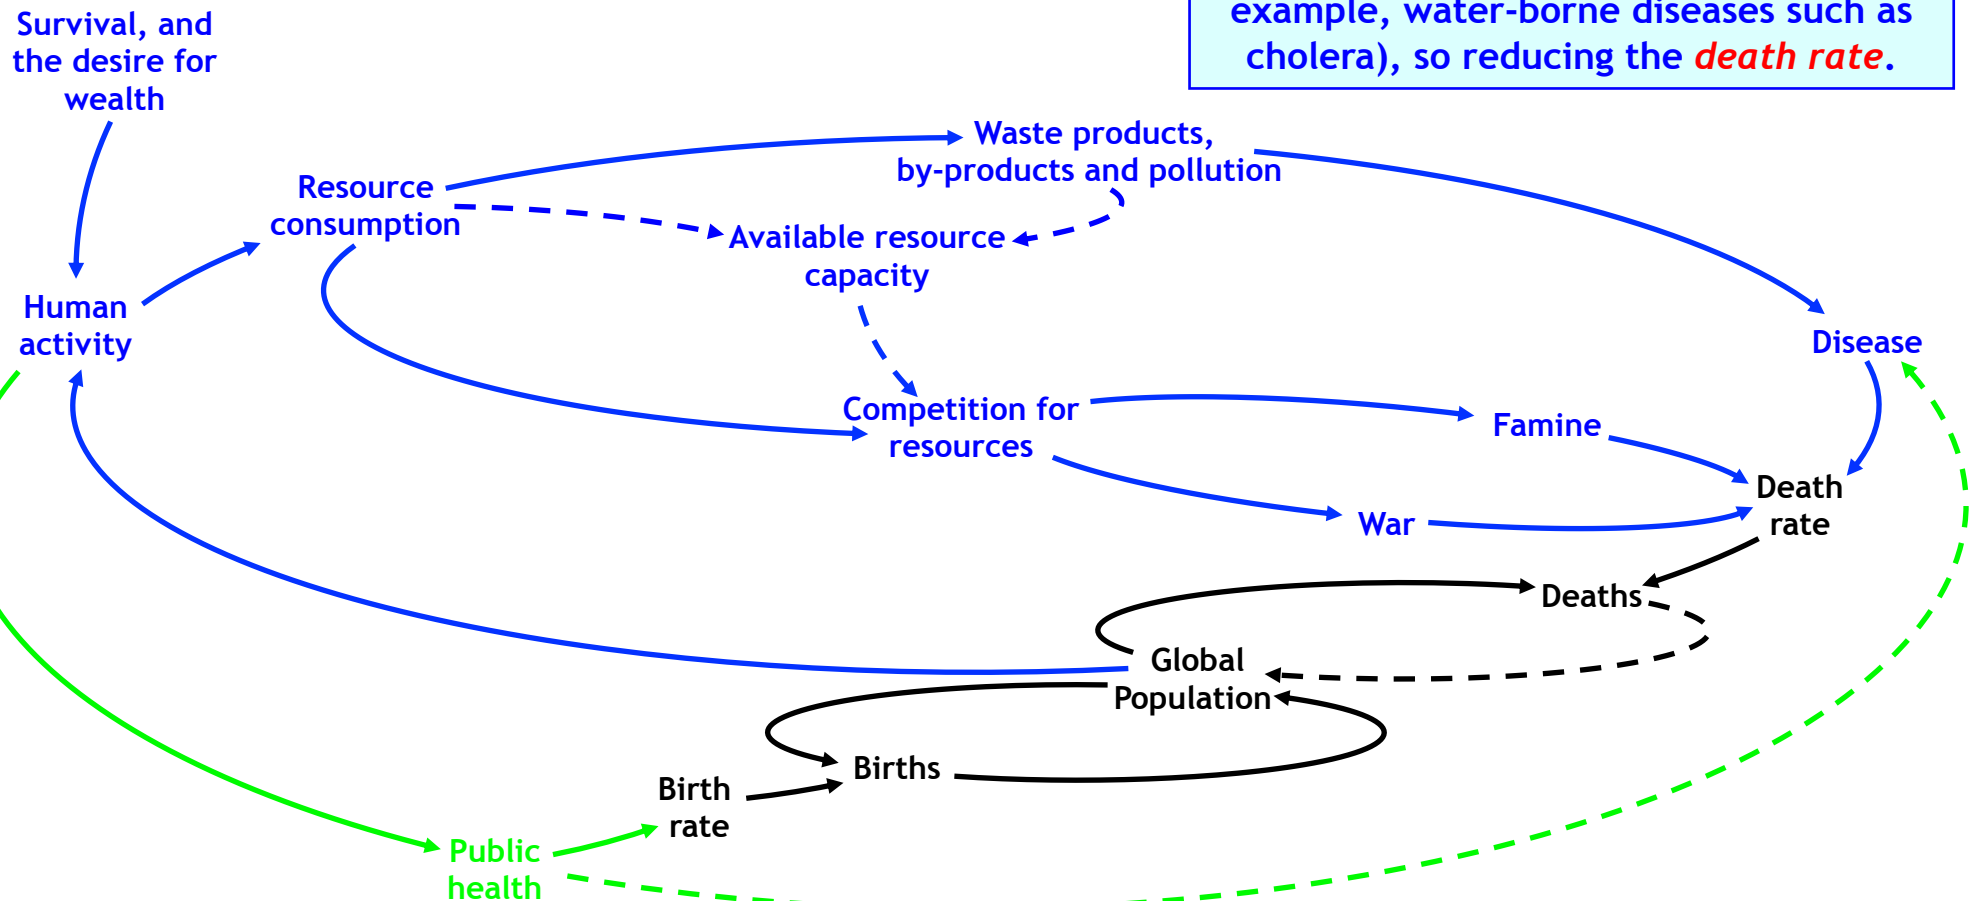 Survival, and
the desire for
wealth
example, water-borne diseases such as
cholera), so reducing the death rate.
Waste products,
by-products and pollution
Resource
consumption
Available resource
capacity
Human
activity
Disease
Competition for
resources
Famine
Death
rate
War
Deaths
Global
Population
Births
Birth
rate
Public
health